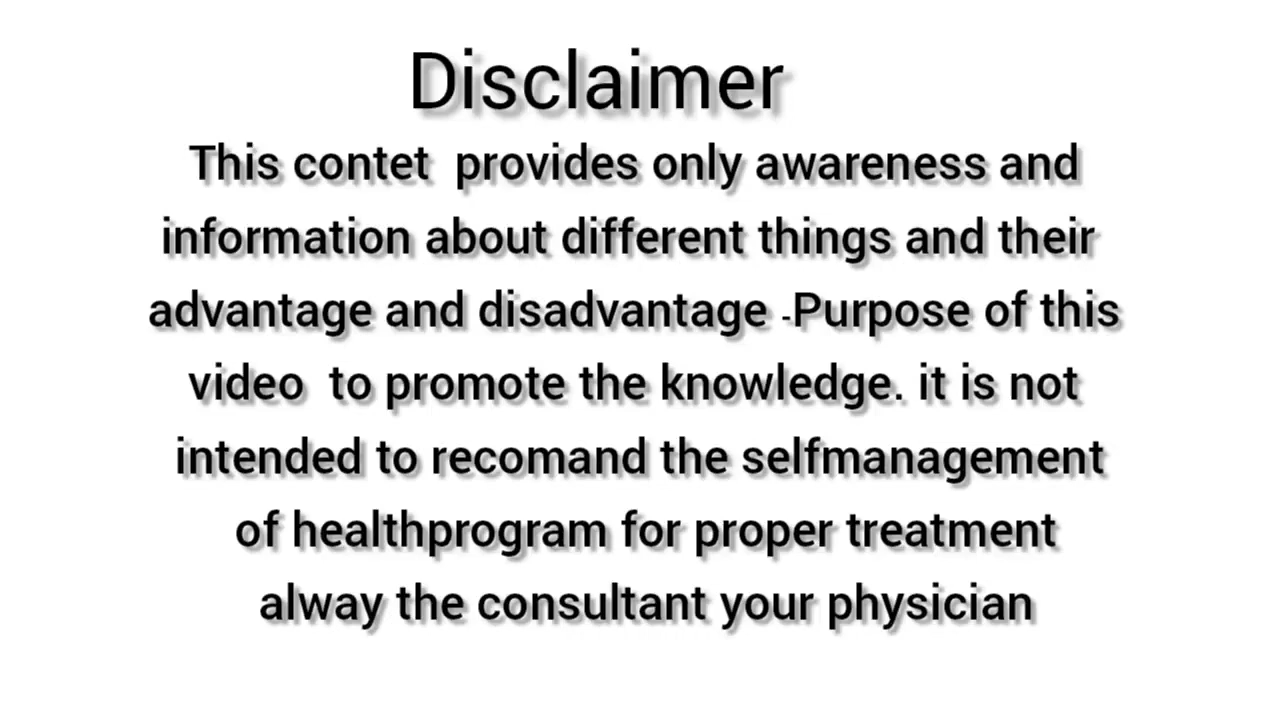 Disclaimer
This contet provides only awareness and
information about different things and their
advantage and disadvantage -Purpose of this
video to promote the knowledge. it is not
intended to recomand the selfmanagement
of healthprogram for proper treatment
alway the consultant your physician